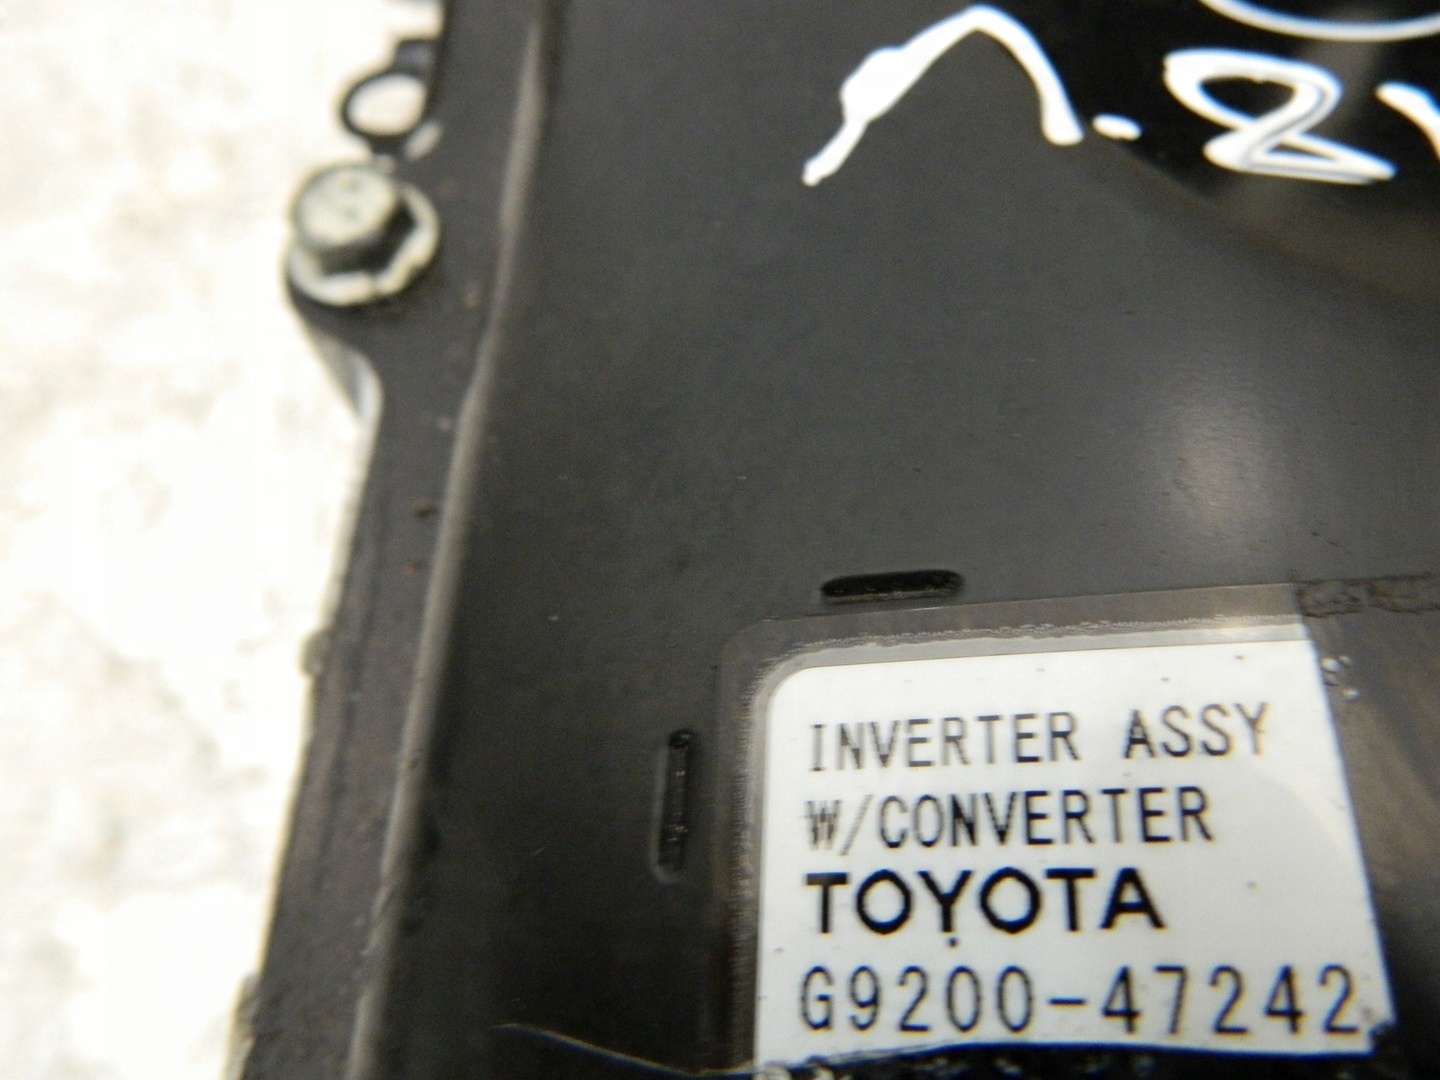 INVERTER ASSY
W/CONVERTER
TOYOTA
G9200-47242